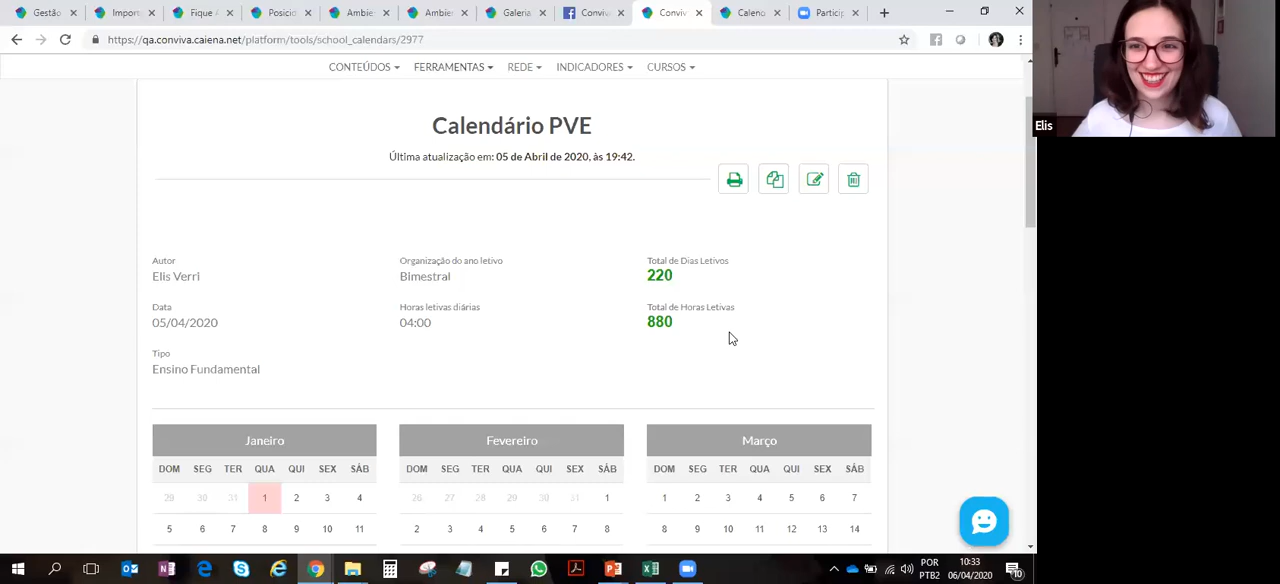 Gestão
Import
Fique A
Posicio
Ambie
Ambie
Galeria
Conviv
Conviv
Caleno
Particip
https://qa.conviva.caiena.net/platform/tools/school_calendars/2977
CONTEÚDOS FERRAMENTAS REDE INDICADORES CURSOS
Elis
Calendário PVE
Última atualização em: 05 de Abril de 2020, às 19:42.
Autor
Elis Verri
Organização do ano letivo
Bimestral
Total de Dias Letivos
220
Data
05/04/2020
Horas letivas diárias
04:00
Total de Horas Letivas
880
Tipo
Ensino Fundamental
Janeiro
DOM SEG TER QUA QUI SEX SÁB
29 30 31 1 2 3 4
5 6 7 8 9 10 11
Fevereiro
DOM SEG TER QUA QUI SEX SÁB
26 27 28 29 30 31 1
2 3 4 5 6 7 8
Março
DOM SEG TER QUA QUI SEX SÁB
1 2 3 4 5 6 7
8 9 10 11 12 13 14
POR
PTB2
10:33
06/04/2020
10